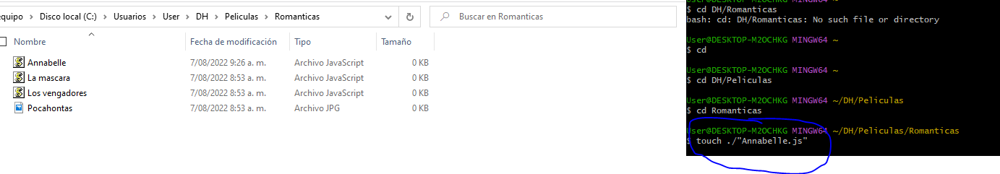 equipo > Disco local (C:) > Usuarios > User > DH > Peliculas > Romanticas
Buscar en Romanticas
Nombre Fecha de modificación Tipo Tamaño
Annabelle 7/08/2022 9:26 a. m. Archivo JavaScript 0 KB
La mascara 7/08/2022 8:53 a. m. Archivo JavaScript 0 KB
Los vengadores 7/08/2022 8:53 a. m. Archivo JavaScript 0 KB
Pocahontas 7/08/2022 8:53 a. m. Archivo JPG 0 KB
User@DESKTOP-M2OCHKG MINGW64 ~
$ cd DH/Romanticas
bash: cd: DH/Romanticas: No such file or directory
User@DESKTOP-M2OCHKG MINGW64 ~
$ cd
User@DESKTOP-M2OCHKG MINGW64 ~
$ cd DH/Peliculas
User@DESKTOP-M2OCHKG MINGW64 ~/DH/Peliculas
$ cd Romanticas
User@DESKTOP-M2OCHKG MINGW64 ~/DH/Peliculas/Romanticas
$ touch ./"Annabelle.js"